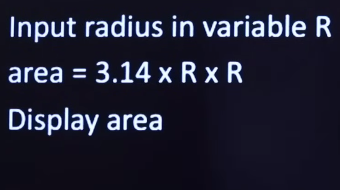 Input radius in variable R
area = 3.14 x R x R
Display area